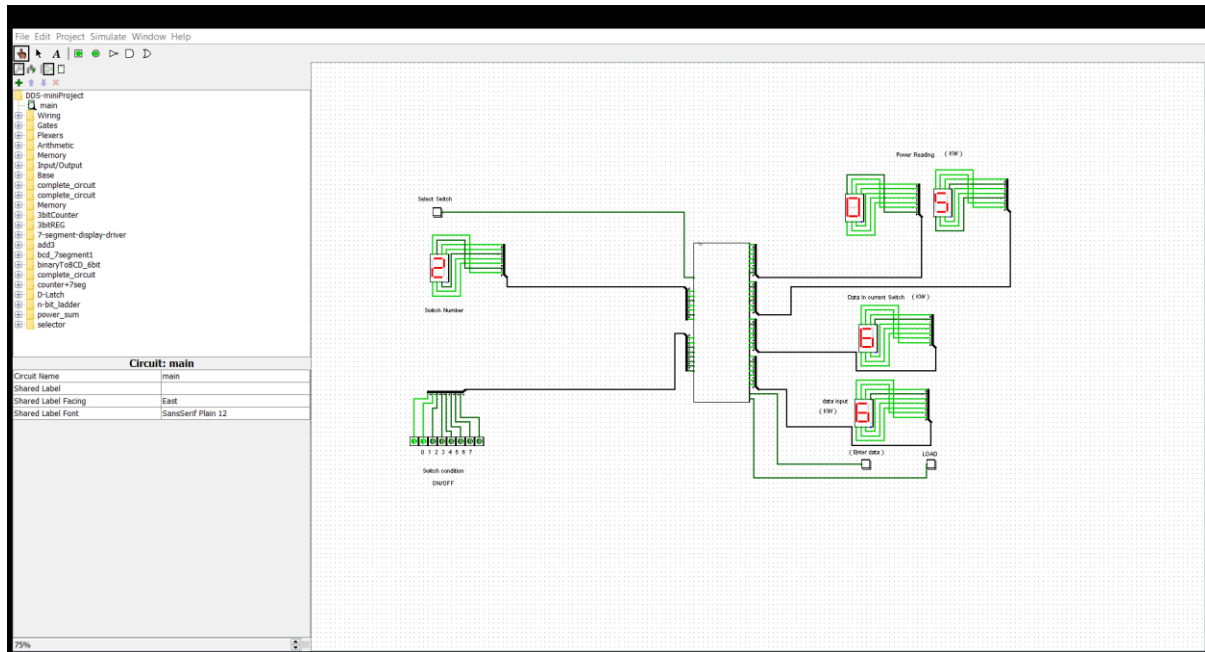 File Edit Project Simulate Window Help
A
DDS-miniProject
main
Wiring
Gates
Plexers
Arithmetic
Memory
Input/Output
Base
complete_circuit
complete_circuit
Memory
3bitCounter
3bitREG
7-segment-display-driver
add3
bcd_7segment1
binaryToBCD_6bit
complete_circuit
counter+7seg
D-Latch
n-bit_ladder
power_sum
selector
Circuit: main
Circuit Name main
Shared Label
Shared Label Facing East
Shared Label Font SansSerif Plain 12
75%
Power Reading ( KW )
0 5
Select Switch
2
Switch Number
Data in current Switch ( KW )
6
data input
( KW )
6
( Enter data ) LOAD
0 1 2 3 4 5 6 7
Switch condition
ON/OFF